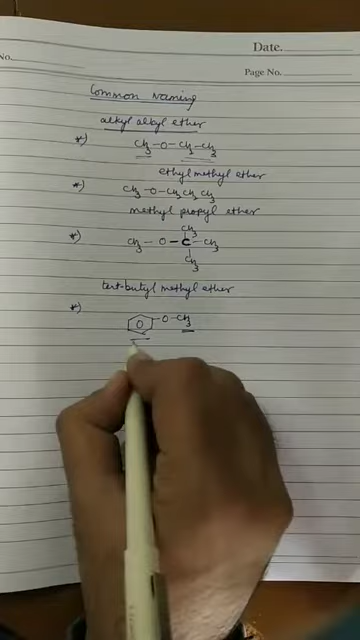 Date.
No.
Page No.
Common Naming
alkyl alkyl ether
*) CH3-O-CH2-CH3
ethyl methyl ether
*) CH3-O-CH2CH2CH3
methyl propyl ether
CH3
*) CH3-O-C-CH3
CH3
tert-butyl methyl ether
*) O-O-CH3